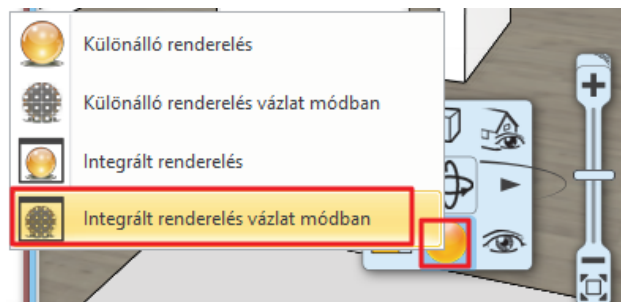 Különálló renderelés
Különálló renderelés vázlat módban
Integrált renderelés
Integrált renderelés vázlat módban